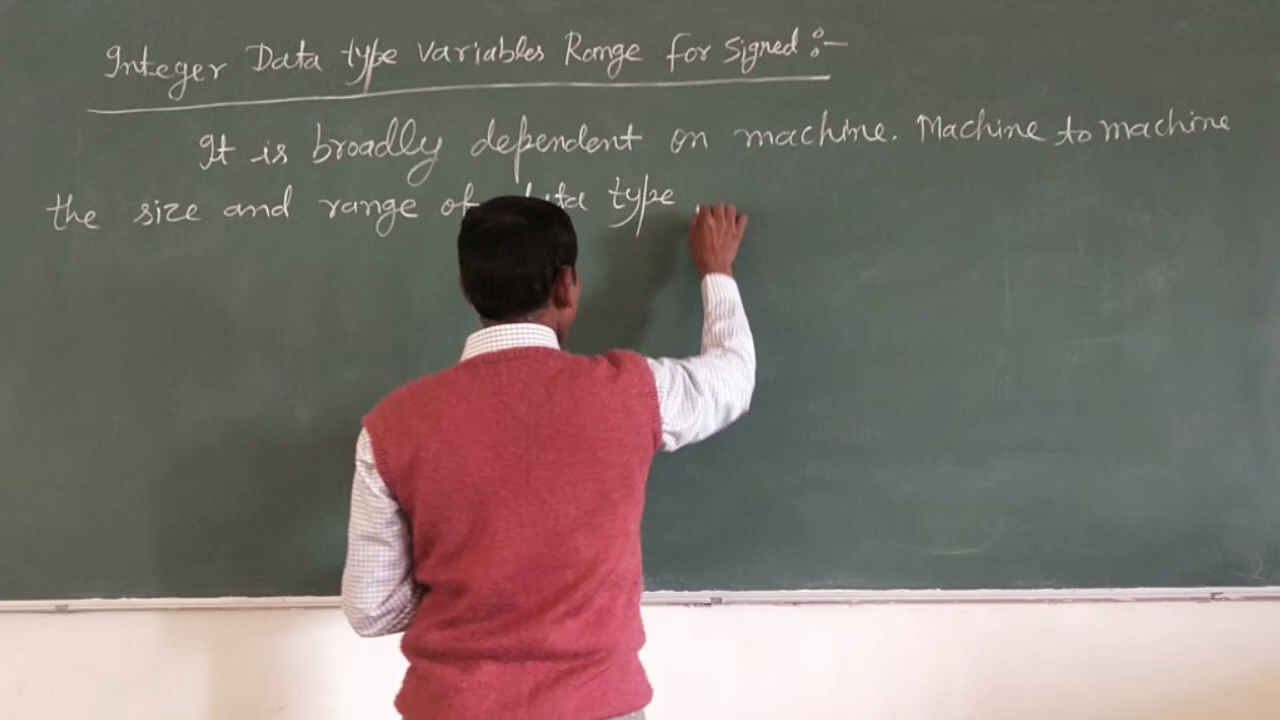 Integer Data type Variables Range for Signed :-
It is broadly dependent on machine. Machine to machine
the size and range of data type